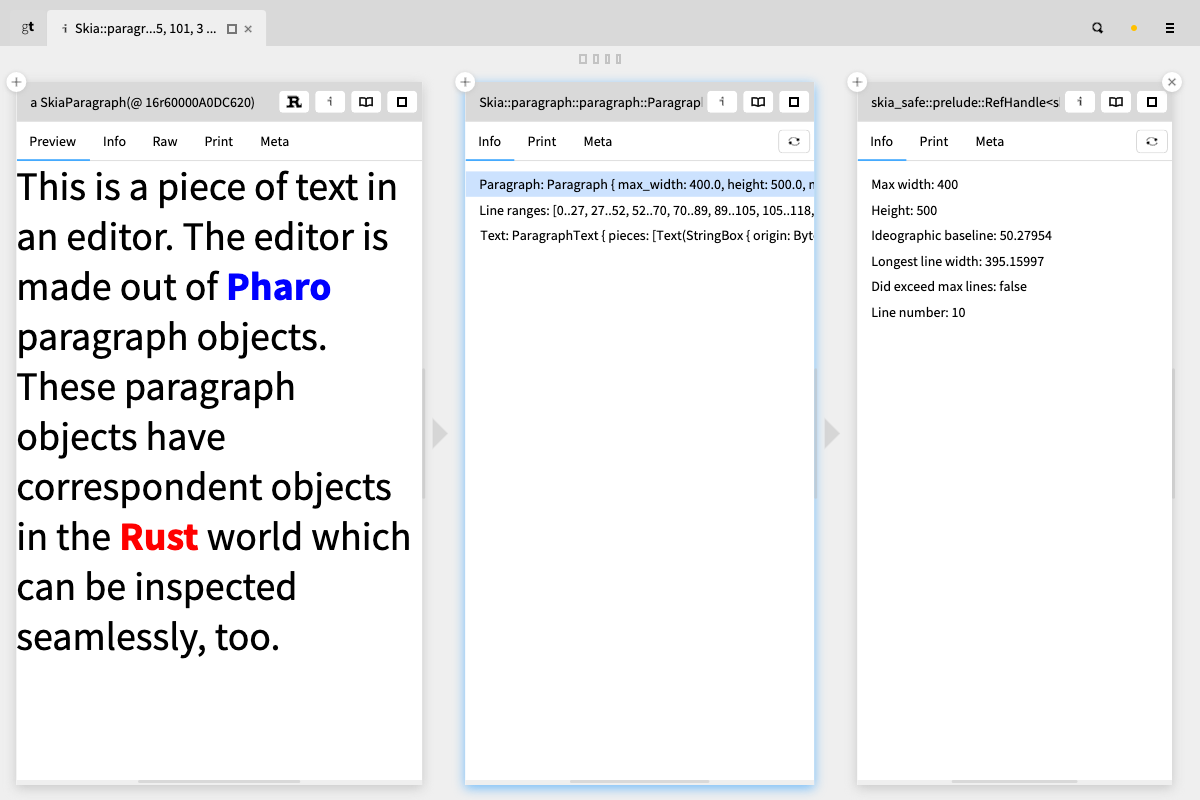 gt
i Skia::paragr...5, 101, 3 ...
a SkiaParagraph(@ 16r60000A0DC620)
R
i
Preview Info Raw Print Meta
This is a piece of text in
an editor. The editor is
made out of Pharo
paragraph objects.
These paragraph
objects have
correspondent objects
in the Rust world which
can be inspected
seamlessly, too.
Skia::paragraph::paragraph::Paragrap
i
Info Print Meta
Paragraph: Paragraph { max_width: 400.0, height: 500.0, m
Line ranges: [0..27, 27..52, 52..70, 70..89, 89..105, 105..118,
Text: ParagraphText { pieces: [Text(StringBox { origin: Byt
skia_safe::prelude::RefHandle<s
i
Info Print Meta
Max width: 400
Height: 500
Ideographic baseline: 50.27954
Longest line width: 395.15997
Did exceed max lines: false
Line number: 10